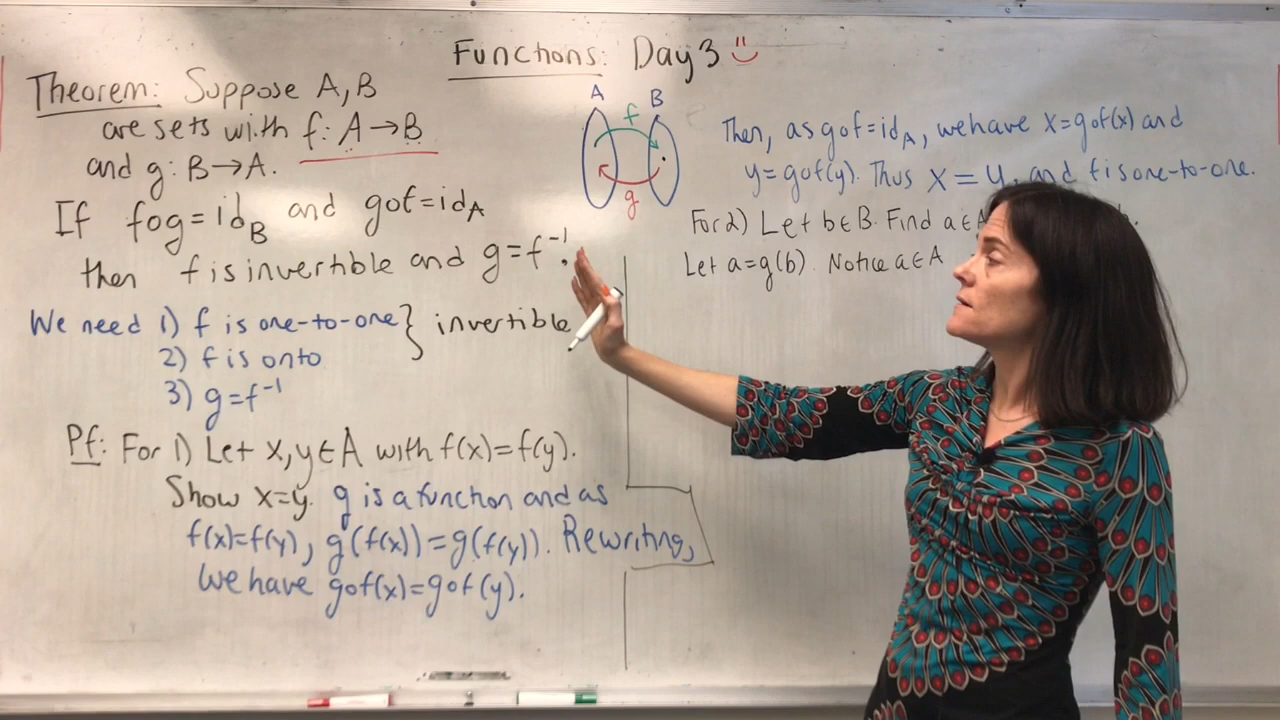 Functions: Day 3
Theorem: Suppose A, B
are sets with f: A→B
and g: B→A.
If fog=id_B and gof=id_A
then f is invertible and g=f⁻¹.
We need 1) f is one-to-one } invertible
2) f is onto
3) g=f⁻¹
Pf: For 1) Let x,y∈A with f(x)=f(y).
Show x=y. g is a function and as
f(x)=f(y), g(f(x))=g(f(y)). Rewriting,
we have gof(x)=gof(y).
A B
f
g
Then, as gof=id_A, we have x=gof(x) and
y=gof(y). Thus x=y, and f is one-to-one.
For 2) Let b∈B. Find a∈A
Let a=g(b). Notice a∈A